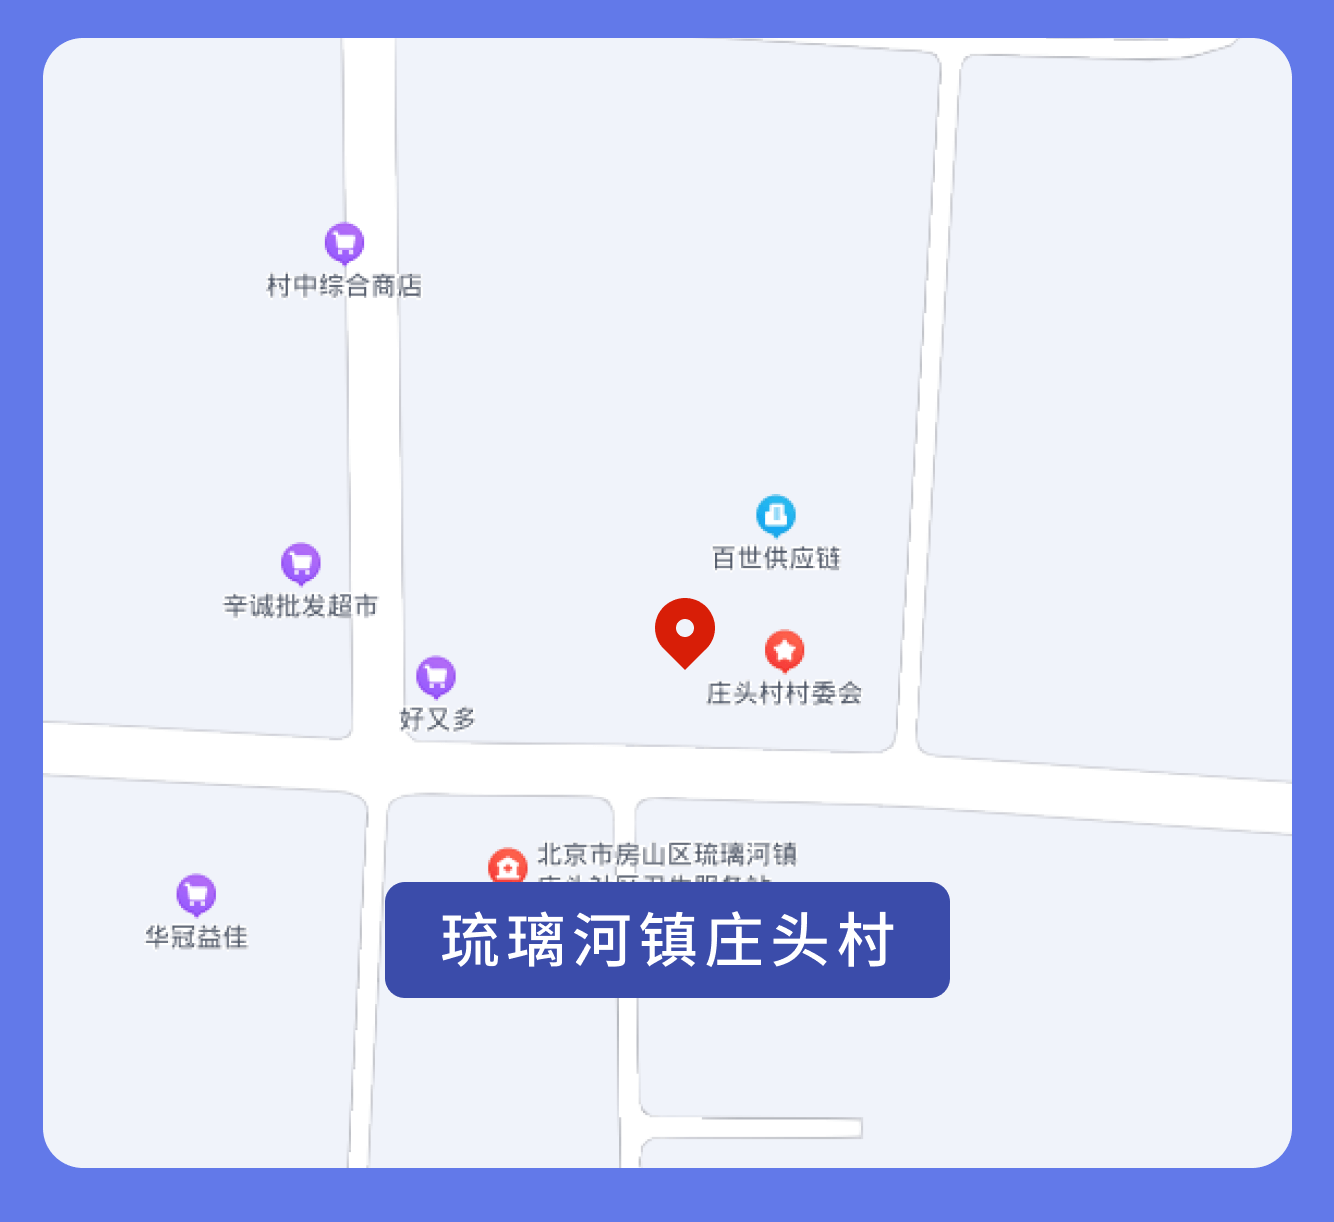 村中综合商店
百世供应链
辛诚批发超市
庄头村村委会
好又多
北京市房山区琉璃河镇
华冠益佳
琉璃河镇庄头村